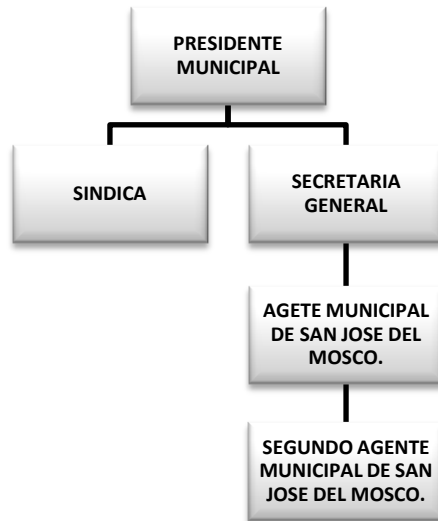 PRESIDENTE
MUNICIPAL
SINDICA
SECRETARIA
GENERAL
AGETE MUNICIPAL
DE SAN JOSE DEL
MOSCO.
SEGUNDO AGENTE
MUNICIPAL DE SAN
JOSE DEL MOSCO.